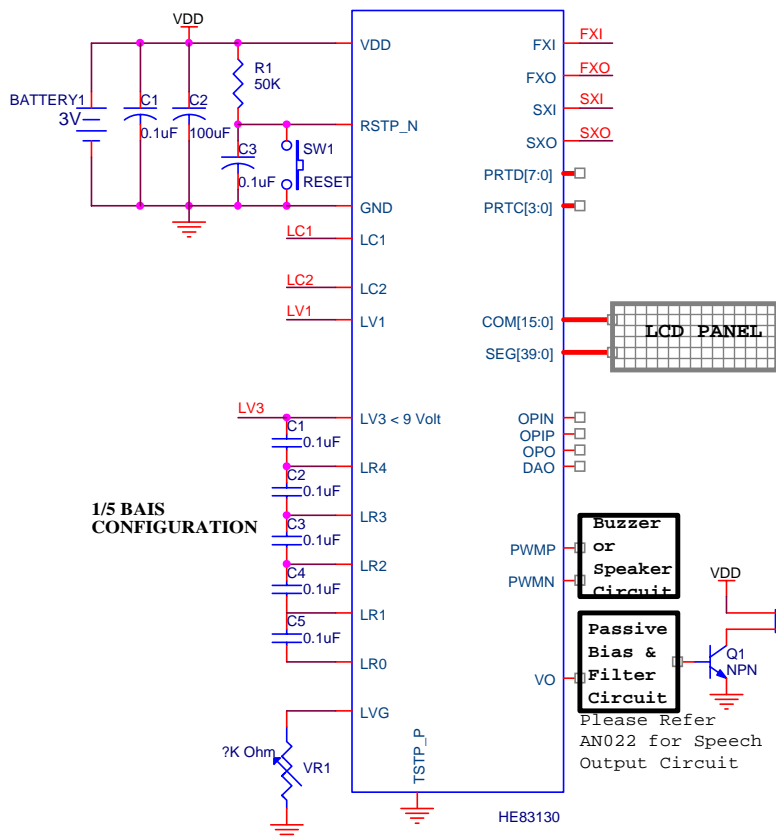 VDD
BATTERY1
3V
C1
0.1uF
C2
100uF
R1
50K
C3
0.1uF
SW1
RESET
VDD
RSTP_N
GND
LC1
LC1
LC2
LC2
LV1
LV1
LV3
LV3 < 9 Volt
C1
0.1uF
LR4
C2
0.1uF
LR3
C3
0.1uF
LR2
C4
0.1uF
LR1
C5
0.1uF
LR0
1/5 BAIS
CONFIGURATION
LVG
?K Ohm
VR1
TSTP_P
HE83130
FXI
FXI
FXO
FXO
SXI
SXI
SXO
SXO
PRTD[7:0]
PRTC[3:0]
COM[15:0]
SEG[39:0]
LCD PANEL
OPIN
OPIP
OPO
DAO
PWMP
PWMN
Buzzer
or
Speaker
Circuit
VO
Passive
Bias &
Filter
Circuit
VDD
Q1
NPN
Please Refer
AN022 for Speech
Output Circuit